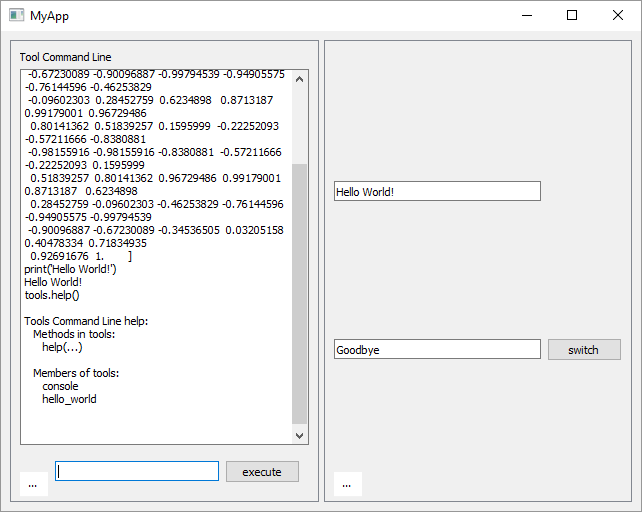 MyApp
Tool Command Line
-0.67230089 -0.90096887 -0.99794539 -0.94905575
-0.76144596 -0.46253829
-0.09602303 0.28452759 0.6234898 0.8713187
0.99179001 0.96729486
0.80141362 0.51839257 0.1595999 -0.22252093
-0.57211666 -0.8380881
-0.98155916 -0.98155916 -0.8380881 -0.57211666
-0.22252093 0.1595999
0.51839257 0.80141362 0.96729486 0.99179001
0.8713187 0.6234898
0.28452759 -0.09602303 -0.46253829 -0.76144596
-0.94905575 -0.99794539
-0.90096887 -0.67230089 -0.34536505 0.03205158
0.40478334 0.71834935
0.92691676 1. ]
print('Hello World!')
Hello World!
tools.help()
Tools Command Line help:
Methods in tools:
help(...)
Members of tools:
console
hello_world
... execute
Hello World!
Goodbye switch
...